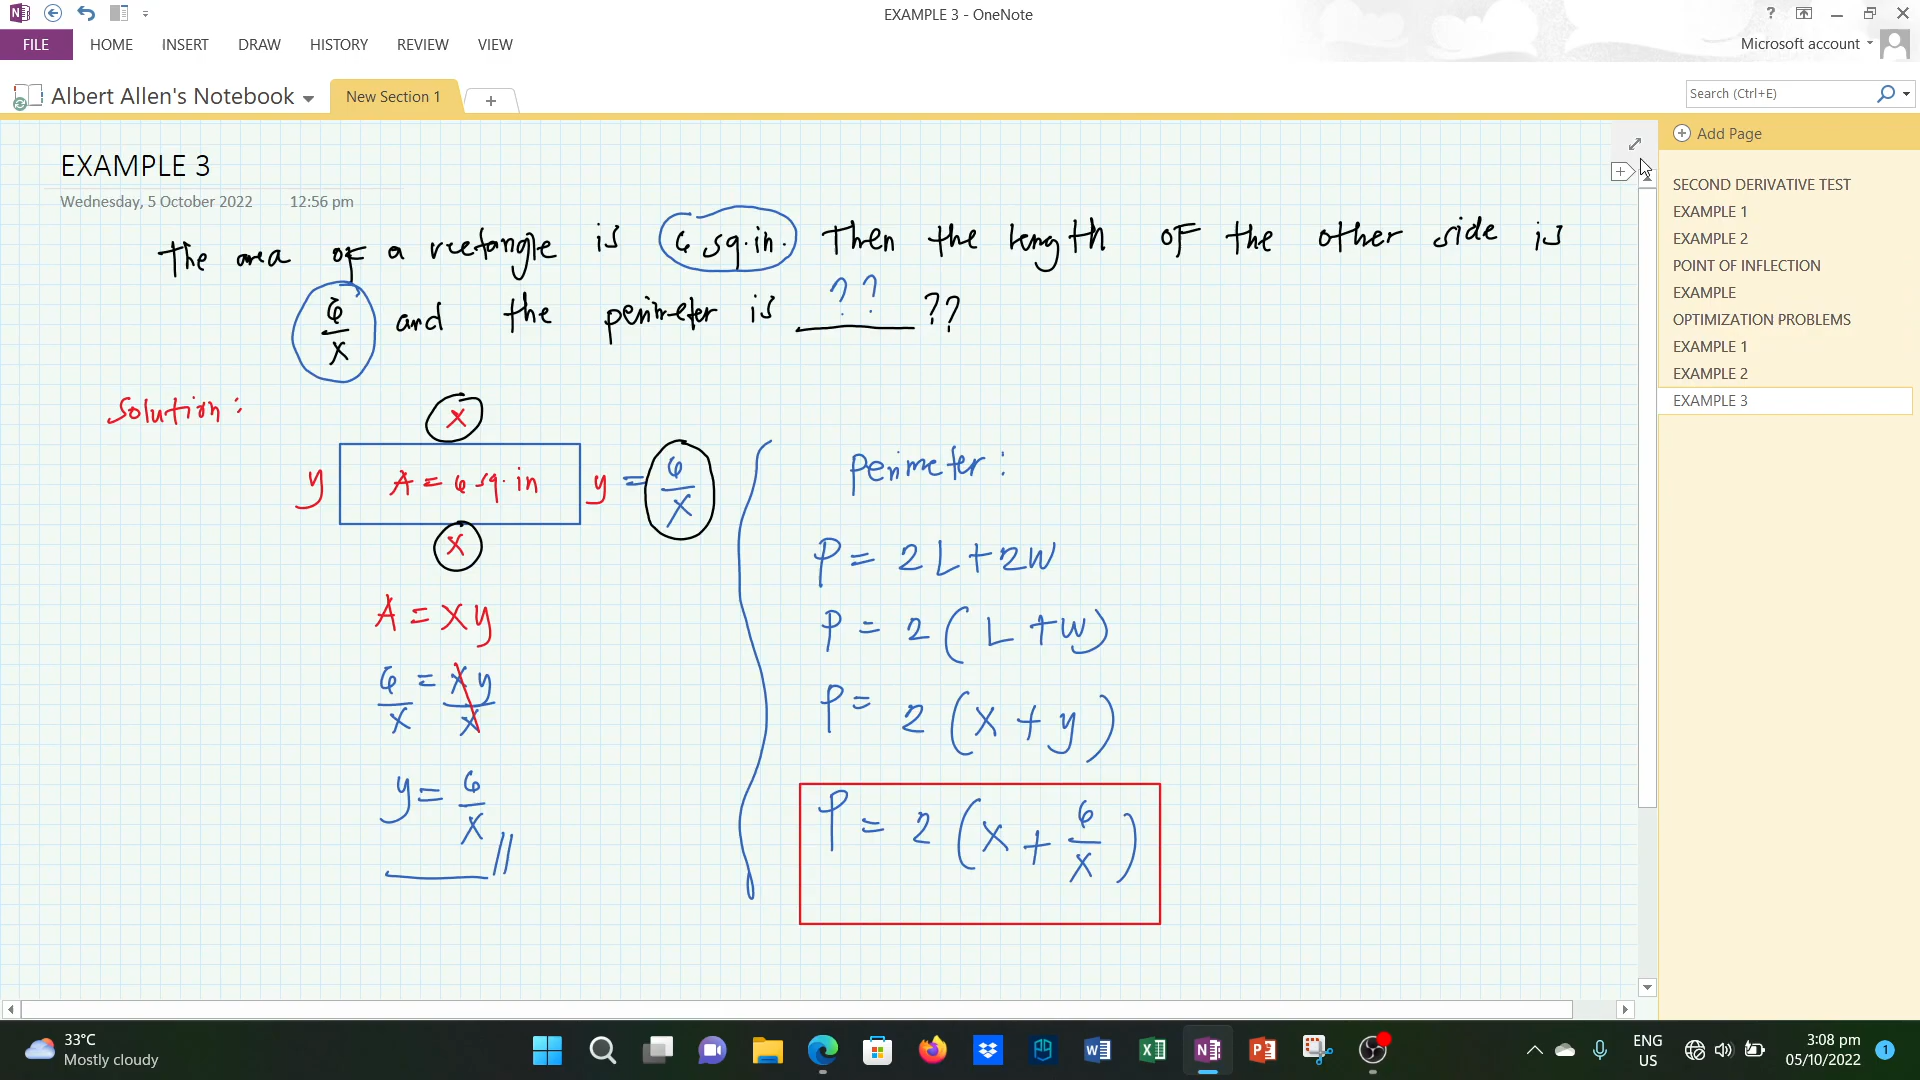 EXAMPLE 3 - OneNote
?
FILE HOME INSERT DRAW HISTORY REVIEW VIEW
Microsoft account
Albert Allen's Notebook
New Section 1
+
Search (Ctrl+E)
Add Page
SECOND DERIVATIVE TEST
EXAMPLE 1
EXAMPLE 2
POINT OF INFLECTION
EXAMPLE
OPTIMIZATION PROBLEMS
EXAMPLE 1
EXAMPLE 2
EXAMPLE 3
EXAMPLE 3
Wednesday, 5 October 2022 12:56 pm
The area of a rectangle is 6 sq.in. Then the length of the other side is
6/x and the perimeter is ?? ??
Solution:
x
y A = 6 sq.in y = 6/x
x
A = xy
6/x = xy/x
y = 6/x //
perimeter:
P = 2L + 2W
P = 2 (L + W)
P = 2 (x + y)
P = 2 (x + 6/x)
33°C
Mostly cloudy
ENG
US
3:08 pm
05/10/2022
1